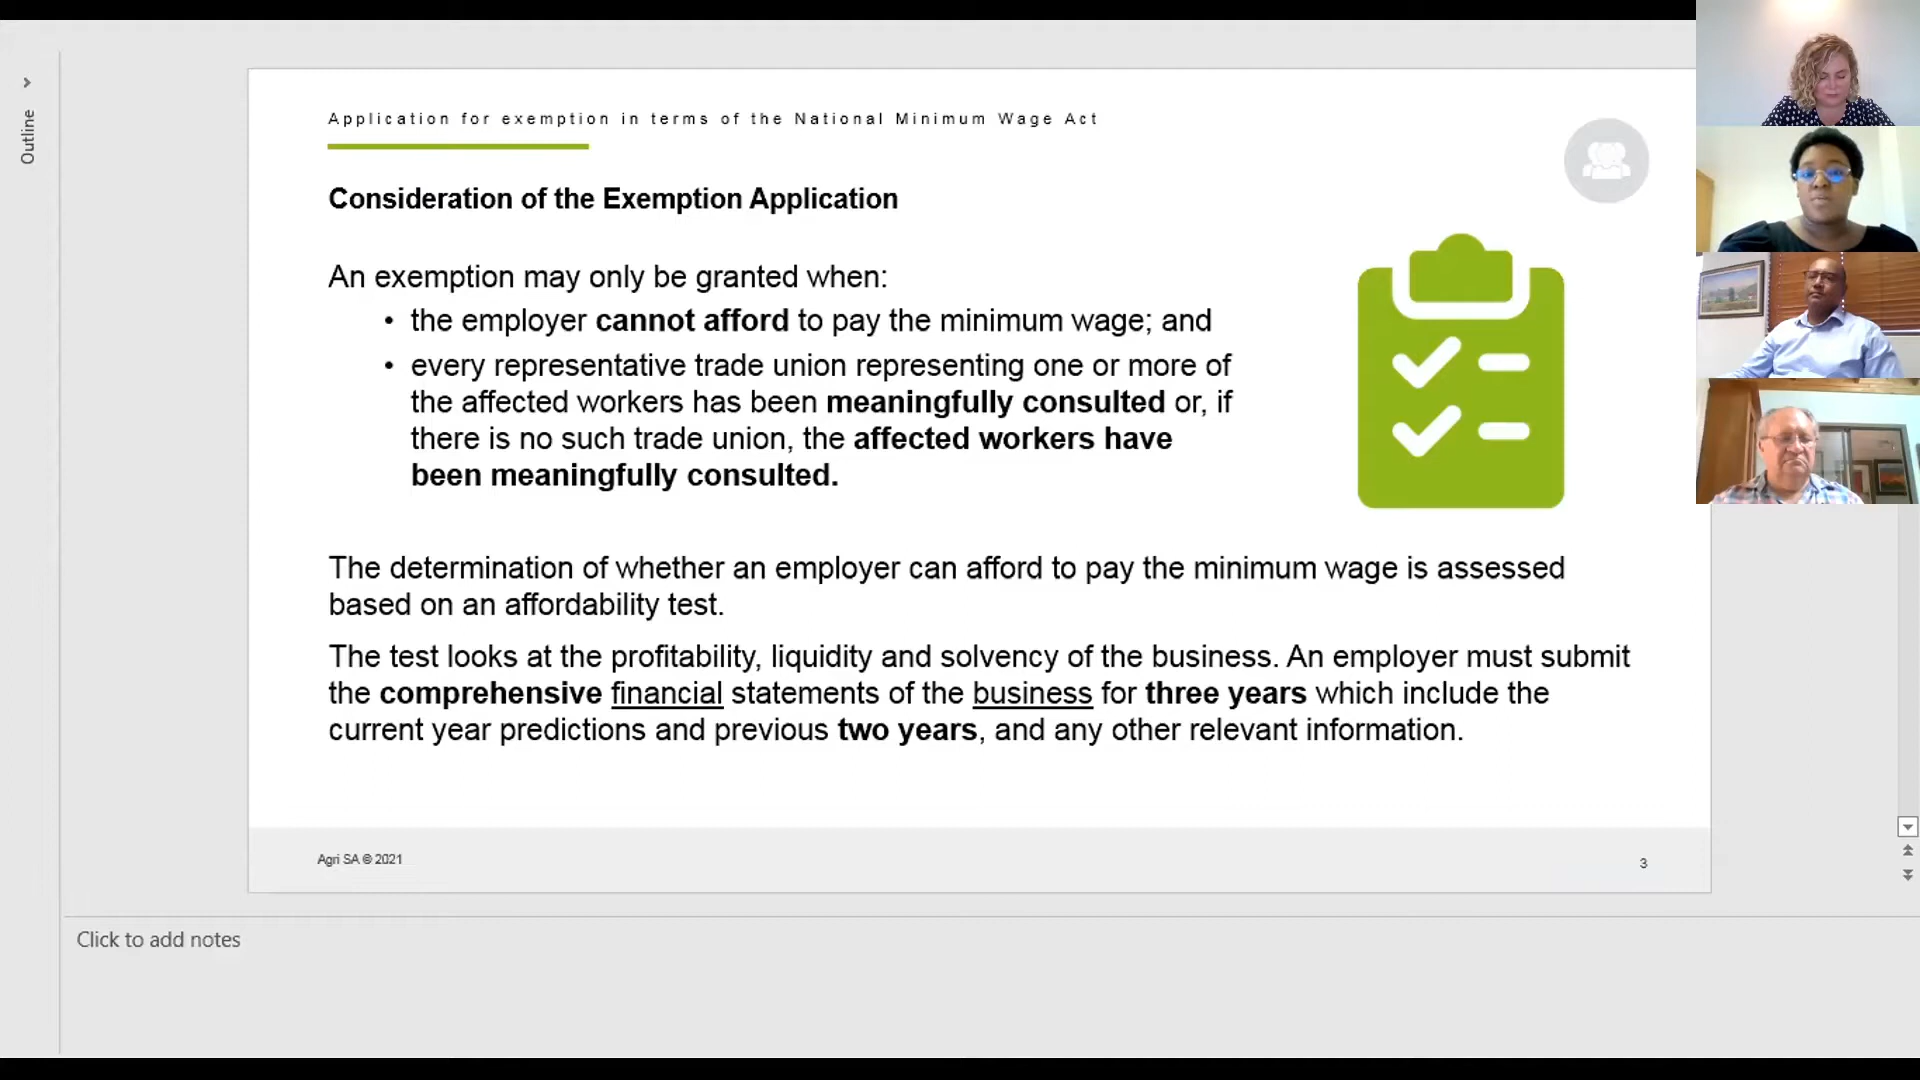 Outline
Application for exemption in terms of the National Minimum Wage Act
Consideration of the Exemption Application
An exemption may only be granted when:
• the employer cannot afford to pay the minimum wage; and
• every representative trade union representing one or more of
the affected workers has been meaningfully consulted or, if
there is no such trade union, the affected workers have
been meaningfully consulted.
The determination of whether an employer can afford to pay the minimum wage is assessed
based on an affordability test.
The test looks at the profitability, liquidity and solvency of the business. An employer must submit
the comprehensive financial statements of the business for three years which include the
current year predictions and previous two years, and any other relevant information.
Agri SA © 2021
3
Click to add notes